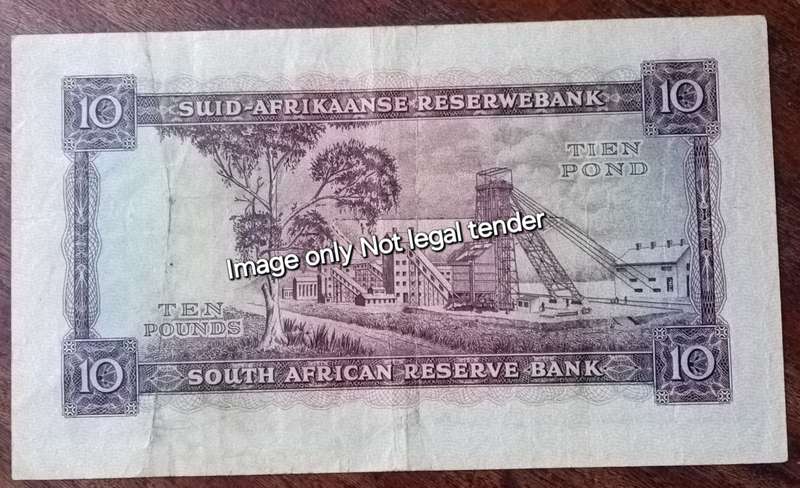 10 SUID-AFRIKAANSE RESERWEBANK 10
TIEN
POND
Image only Not legal tender
TEN
POUNDS
10 SOUTH AFRICAN RESERVE BANK 10